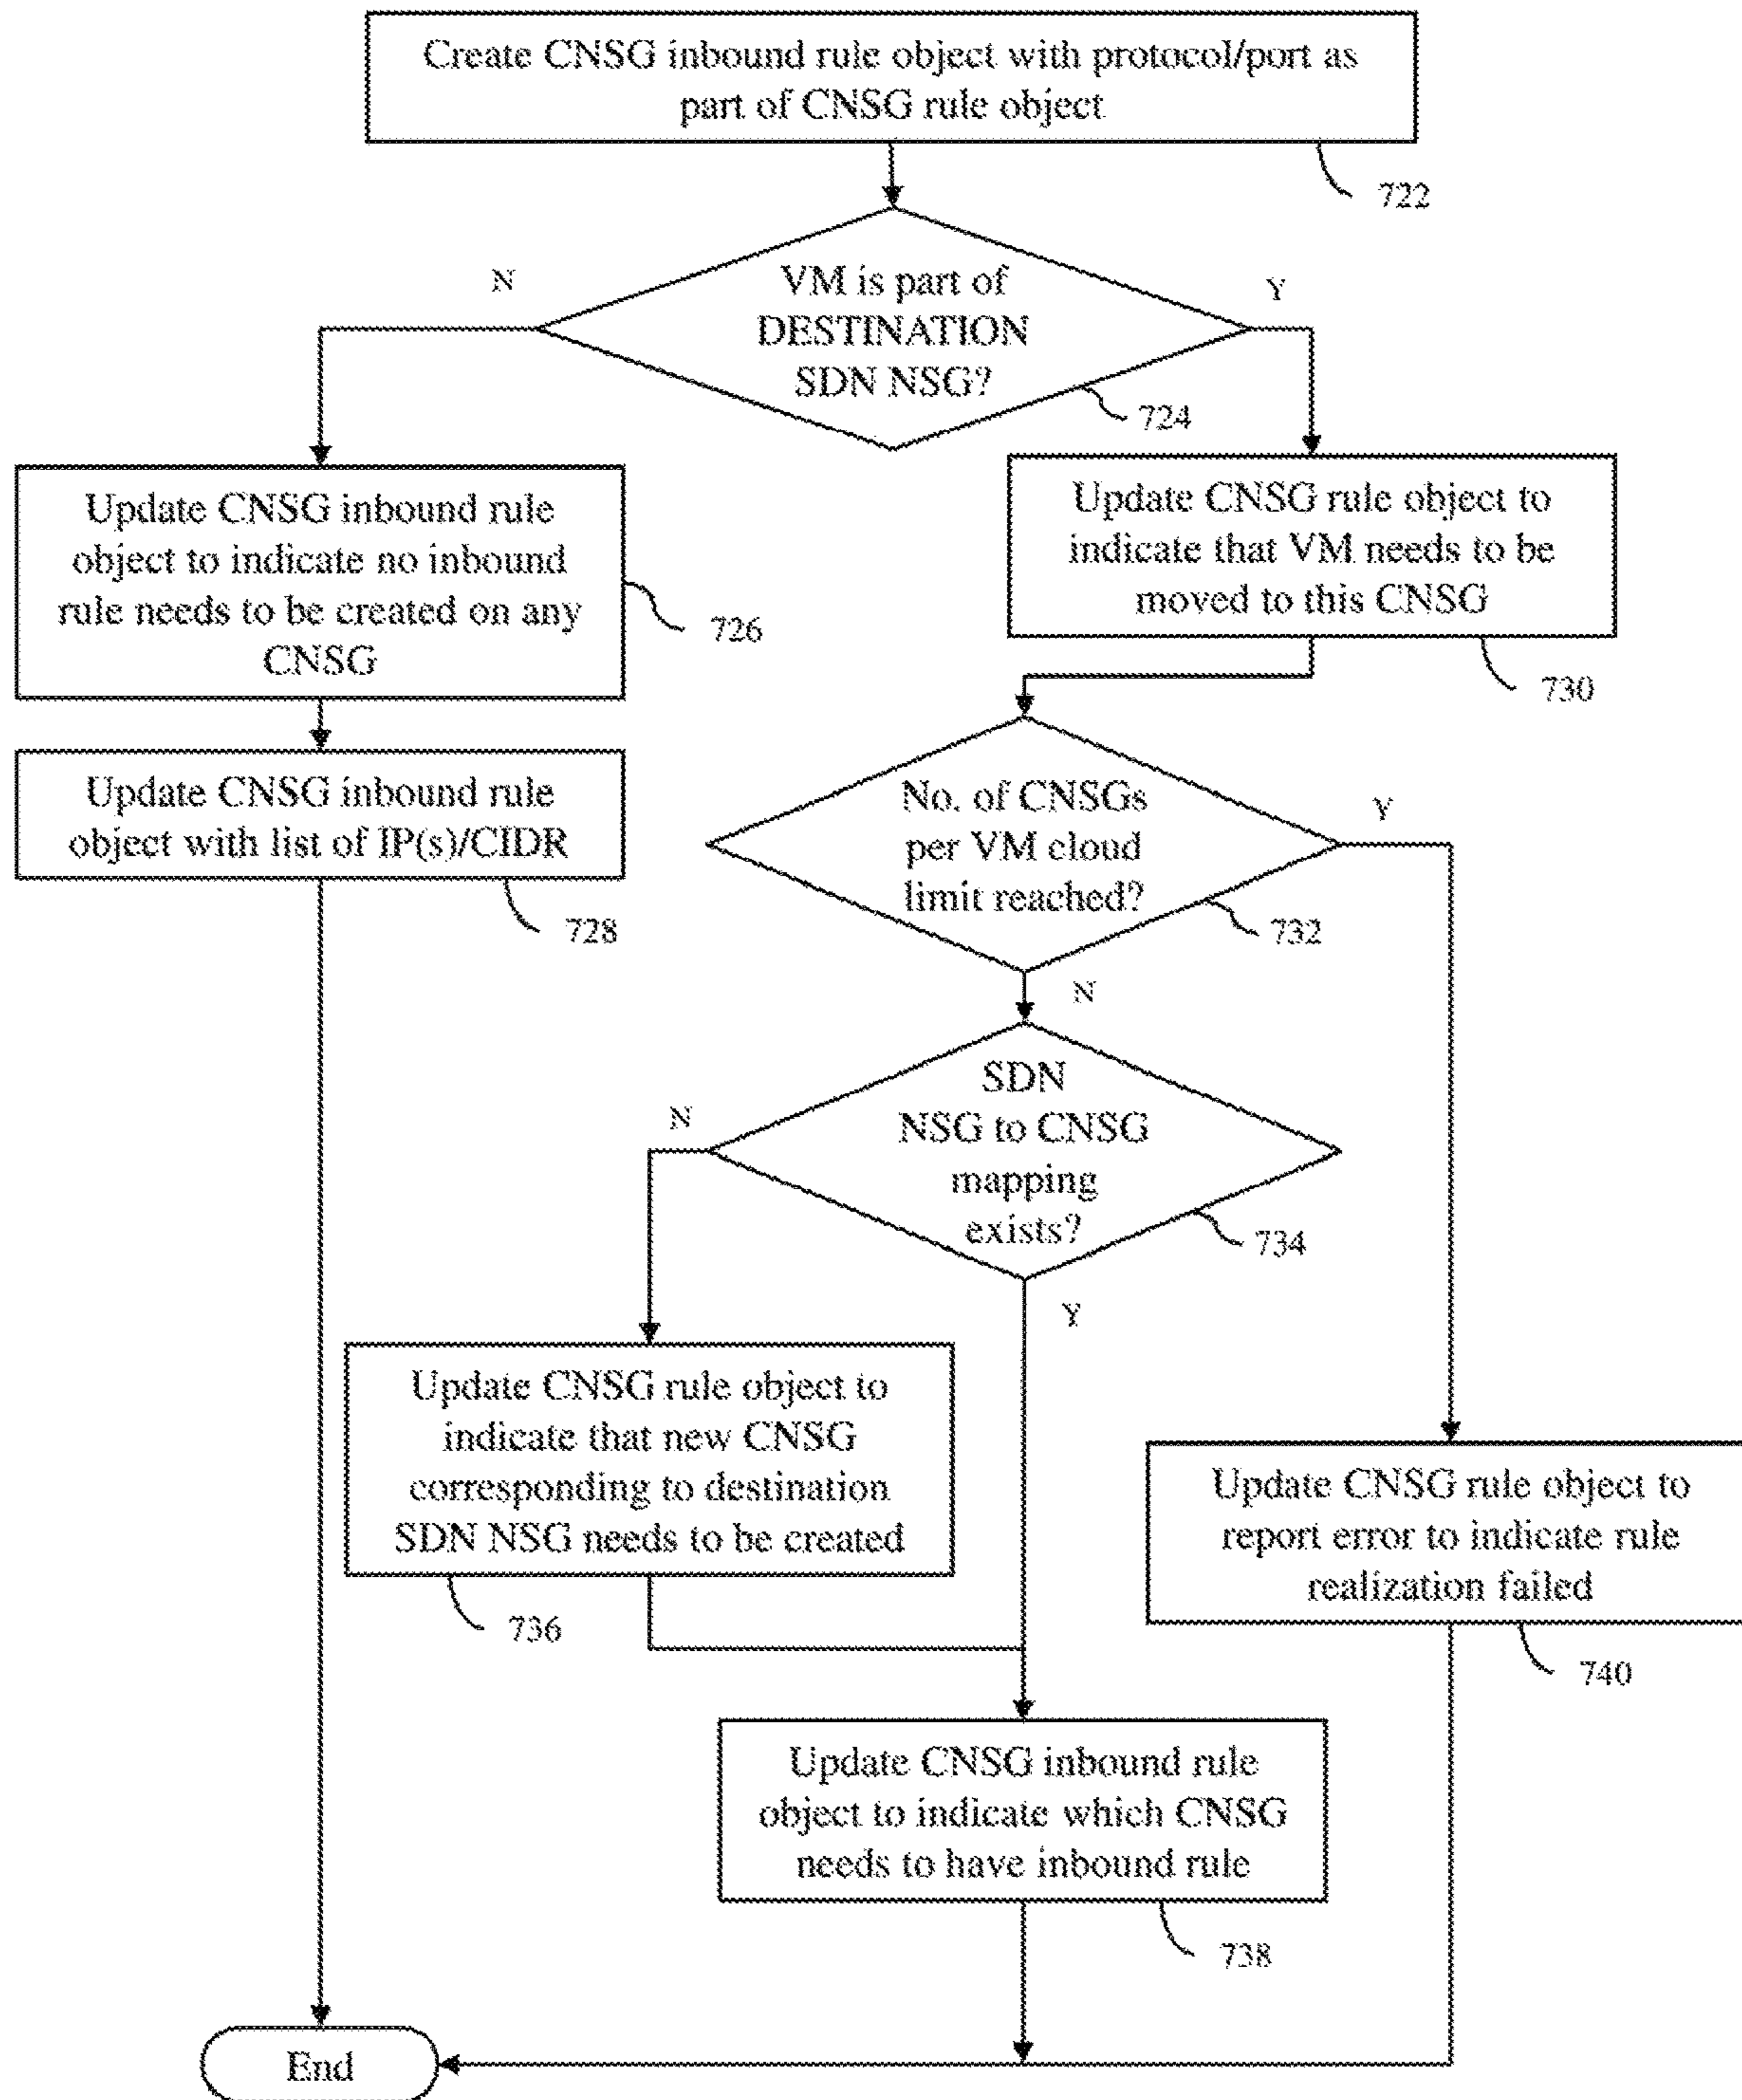 Create CNSG inbound rule object with protocol/port as
part of CNSG rule object
722
N
VM is part of
Y
DESTINATION
SDN NSG?
724
Update CNSG inbound rule
object to indicate no inbound
rule needs to be created on any
CNSG
726
Update CNSG rule object to
indicate that VM needs to be
moved to this CNSG
730
Update CNSG inbound rule
object with list of IP(s)/CIDR
728
No. of CNSGs
per VM cloud
limit reached?
Y
732
N
SDN
NSG to CNSG
mapping
exists?
N
734
Y
Update CNSG rule object to
indicate that new CNSG
corresponding to destination
SDN NSG needs to be created
736
Update CNSG rule object to
report error to indicate rule
realization failed
740
Update CNSG inbound rule
object to indicate which CNSG
needs to have inbound rule
738
End